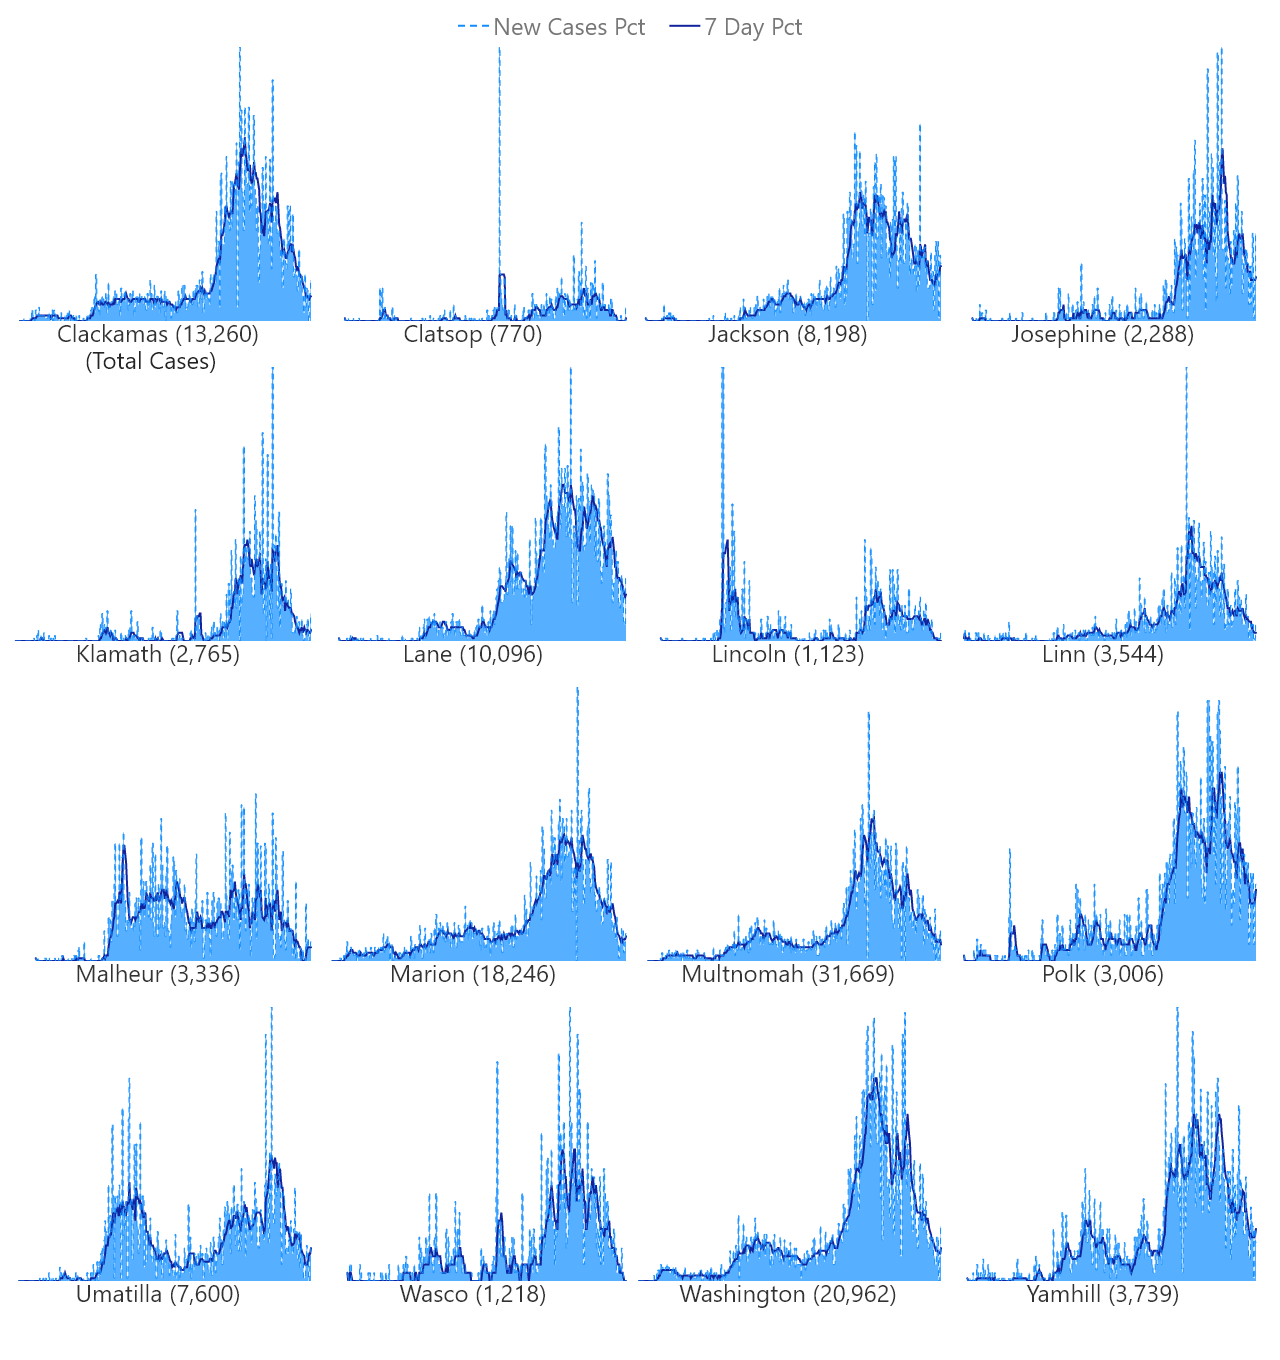 New Cases Pct 7 Day Pct
Clackamas (13,260)
(Total Cases)
Clatsop (770)
Jackson (8,198)
Josephine (2,288)
Klamath (2,765)
Lane (10,096)
Lincoln (1,123)
Linn (3,544)
Malheur (3,336)
Marion (18,246)
Multnomah (31,669)
Polk (3,006)
Umatilla (7,600)
Wasco (1,218)
Washington (20,962)
Yamhill (3,739)